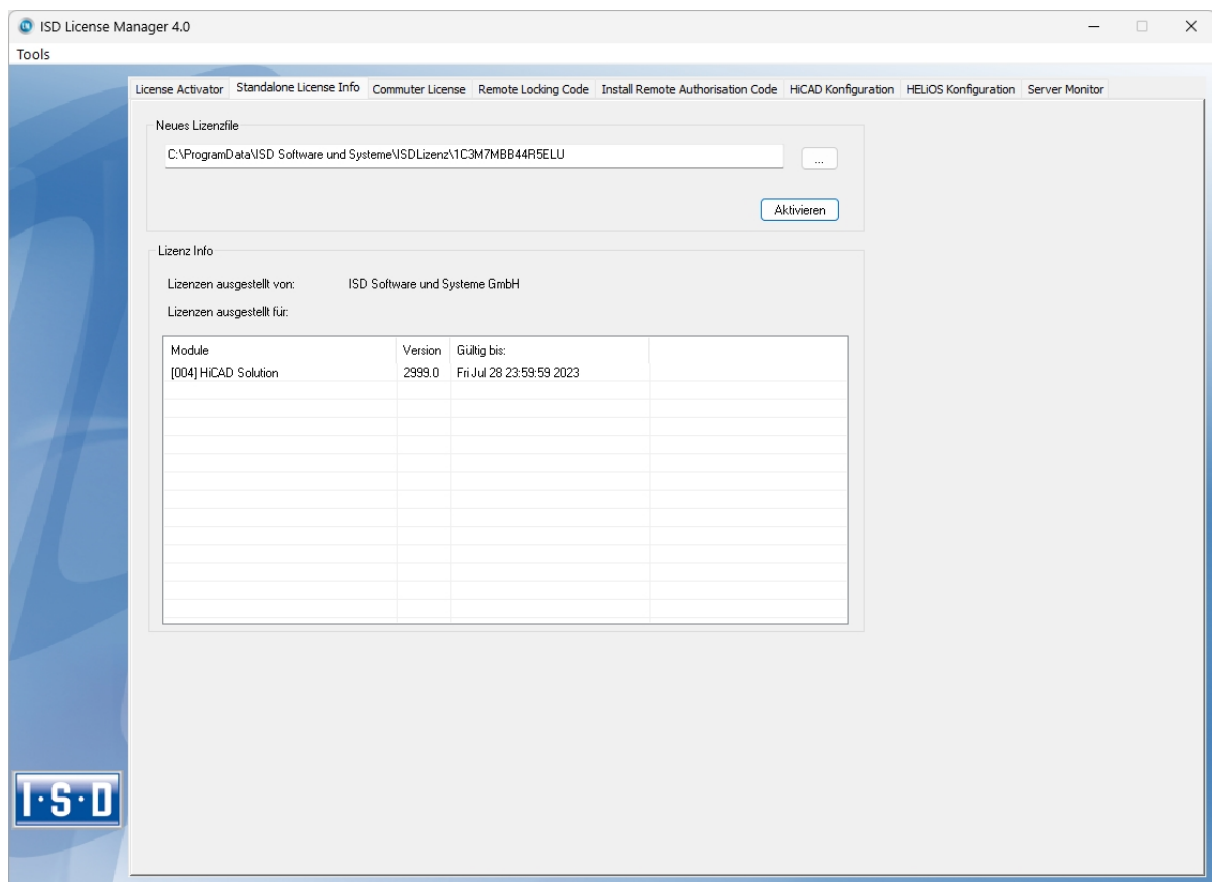 ISD License Manager 4.0
Tools
License Activator Standalone License Info Commuter License Remote Locking Code Install Remote Authorisation Code HiCAD Konfiguration HELiOS Konfiguration Server Monitor
Neues Lizenzfile
C:\ProgramData\ISD Software und Systeme\ISDLizenz\1C3M7MBB44R5ELU
...
Aktivieren
Lizenz Info
Lizenzen ausgestellt von: ISD Software und Systeme GmbH
Lizenzen ausgestellt für:
Module Version Gültig bis:
[004] HiCAD Solution 2999.0 Fri Jul 28 23:59:59 2023
I·S·D